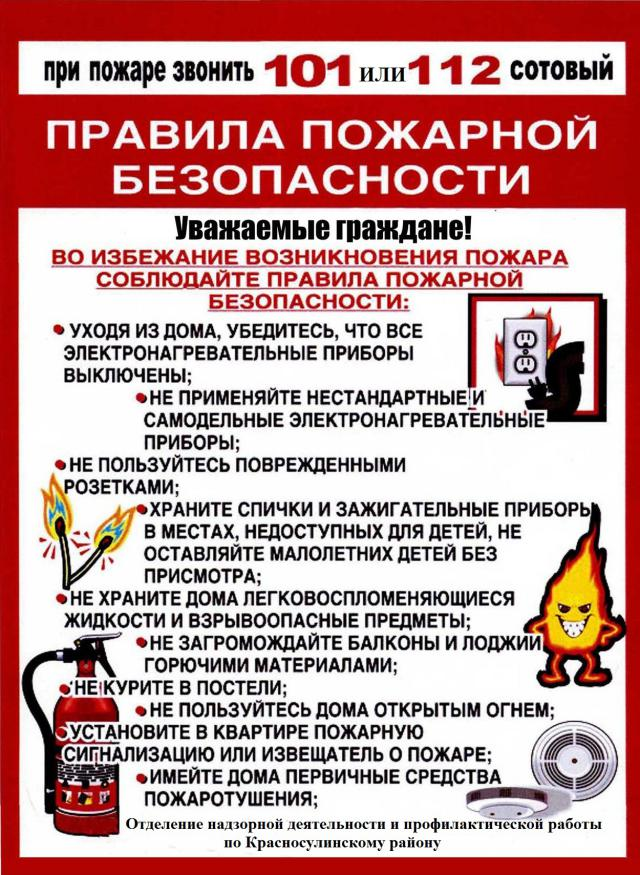 при пожаре звонить 101 или 112 сотовый
ПРАВИЛА ПОЖАРНОЙ
БЕЗОПАСНОСТИ
Уважаемые граждане!
ВО ИЗБЕЖАНИЕ ВОЗНИКНОВЕНИЯ ПОЖАРА
СОБЛЮДАЙТЕ ПРАВИЛА ПОЖАРНОЙ
БЕЗОПАСНОСТИ:
• УХОДЯ ИЗ ДОМА, УБЕДИТЕСЬ, ЧТО ВСЕ
ЭЛЕКТРОНАГРЕВАТЕЛЬНЫЕ ПРИБОРЫ
ВЫКЛЮЧЕНЫ;
• НЕ ПРИМЕНЯЙТЕ НЕСТАНДАРТНЫЕ И
САМОДЕЛЬНЫЕ ЭЛЕКТРОНАГРЕВАТЕЛЬНЫЕ
ПРИБОРЫ;
• НЕ ПОЛЬЗУЙТЕСЬ ПОВРЕЖДЕННЫМИ
РОЗЕТКАМИ;
• ХРАНИТЕ СПИЧКИ И ЗАЖИГАТЕЛЬНЫЕ ПРИБОРЫ
В МЕСТАХ, НЕДОСТУПНЫХ ДЛЯ ДЕТЕЙ, НЕ
ОСТАВЛЯЙТЕ МАЛОЛЕТНИХ ДЕТЕЙ БЕЗ
ПРИСМОТРА;
• НЕ ХРАНИТЕ ДОМА ЛЕГКОВОСПЛОМЕНЯЮЩИЕСЯ
ЖИДКОСТИ И ВЗРЫВООПАСНЫЕ ПРЕДМЕТЫ;
• НЕ ЗАГРОМОЖДАЙТЕ БАЛКОНЫ И ЛОДЖИИ
ГОРЮЧИМИ МАТЕРИАЛАМИ;
• НЕ КУРИТЕ В ПОСТЕЛИ;
• НЕ ПОЛЬЗУЙТЕСЬ ДОМА ОТКРЫТЫМ ОГНЕМ;
• УСТАНОВИТЕ В КВАРТИРЕ ПОЖАРНУЮ
СИГНАЛИЗАЦИЮ ИЛИ ИЗВЕЩАТЕЛЬ О ПОЖАРЕ;
• ИМЕЙТЕ ДОМА ПЕРВИЧНЫЕ СРЕДСТВА
ПОЖАРОТУШЕНИЯ;
Отделение надзорной деятельности и профилактической работы
по Красносулинскому району